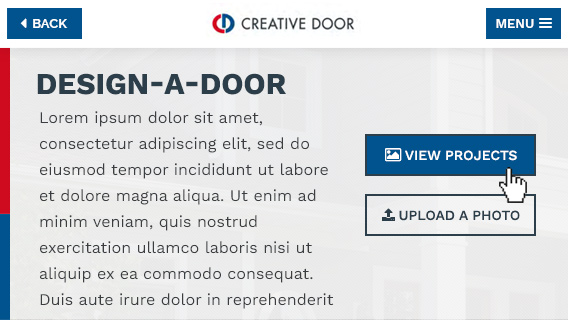 BACK
CREATIVE DOOR
MENU
DESIGN-A-DOOR
Lorem ipsum dolor sit amet,
consectetur adipiscing elit, sed do
eiusmod tempor incididunt ut labore
et dolore magna aliqua. Ut enim ad
minim veniam, quis nostrud
exercitation ullamco laboris nisi ut
aliquip ex ea commodo consequat.
Duis aute irure dolor in reprehenderit
VIEW PROJECTS
UPLOAD A PHOTO